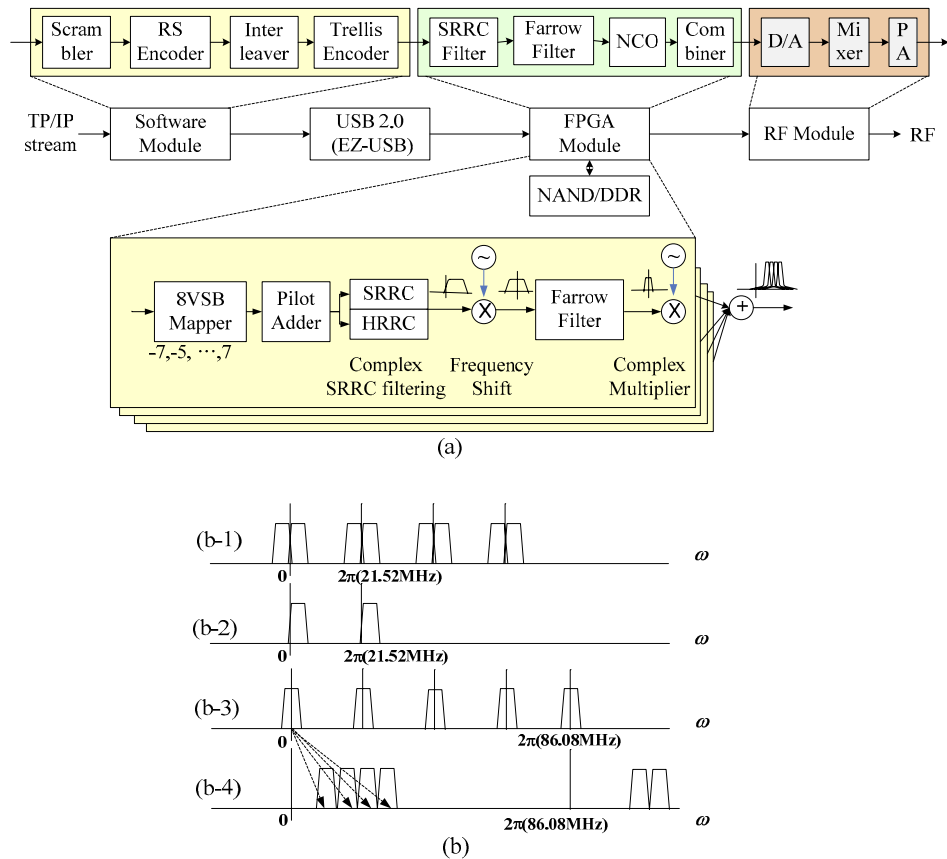 Scram
bler
RS
Encoder
Inter
leaver
Trellis
Encoder
SRRC
Filter
Farrow
Filter
NCO
Com
biner
D/A
Mi
xer
P
A
TP/IP
stream
Software
Module
USB 2.0
(EZ-USB)
FPGA
Module
RF Module
RF
NAND/DDR
8VSB
Mapper
-7,-5, ⋯,7
Pilot
Adder
SRRC
HRRC
~
X
Farrow
Filter
~
X
+
Complex
SRRC filtering
Frequency
Shift
Complex
Multiplier
(a)
(b-1)
0
2π(21.52MHz)
ω
(b-2)
0
2π(21.52MHz)
ω
(b-3)
0
2π(86.08MHz)
ω
(b-4)
0
2π(86.08MHz)
ω
(b)